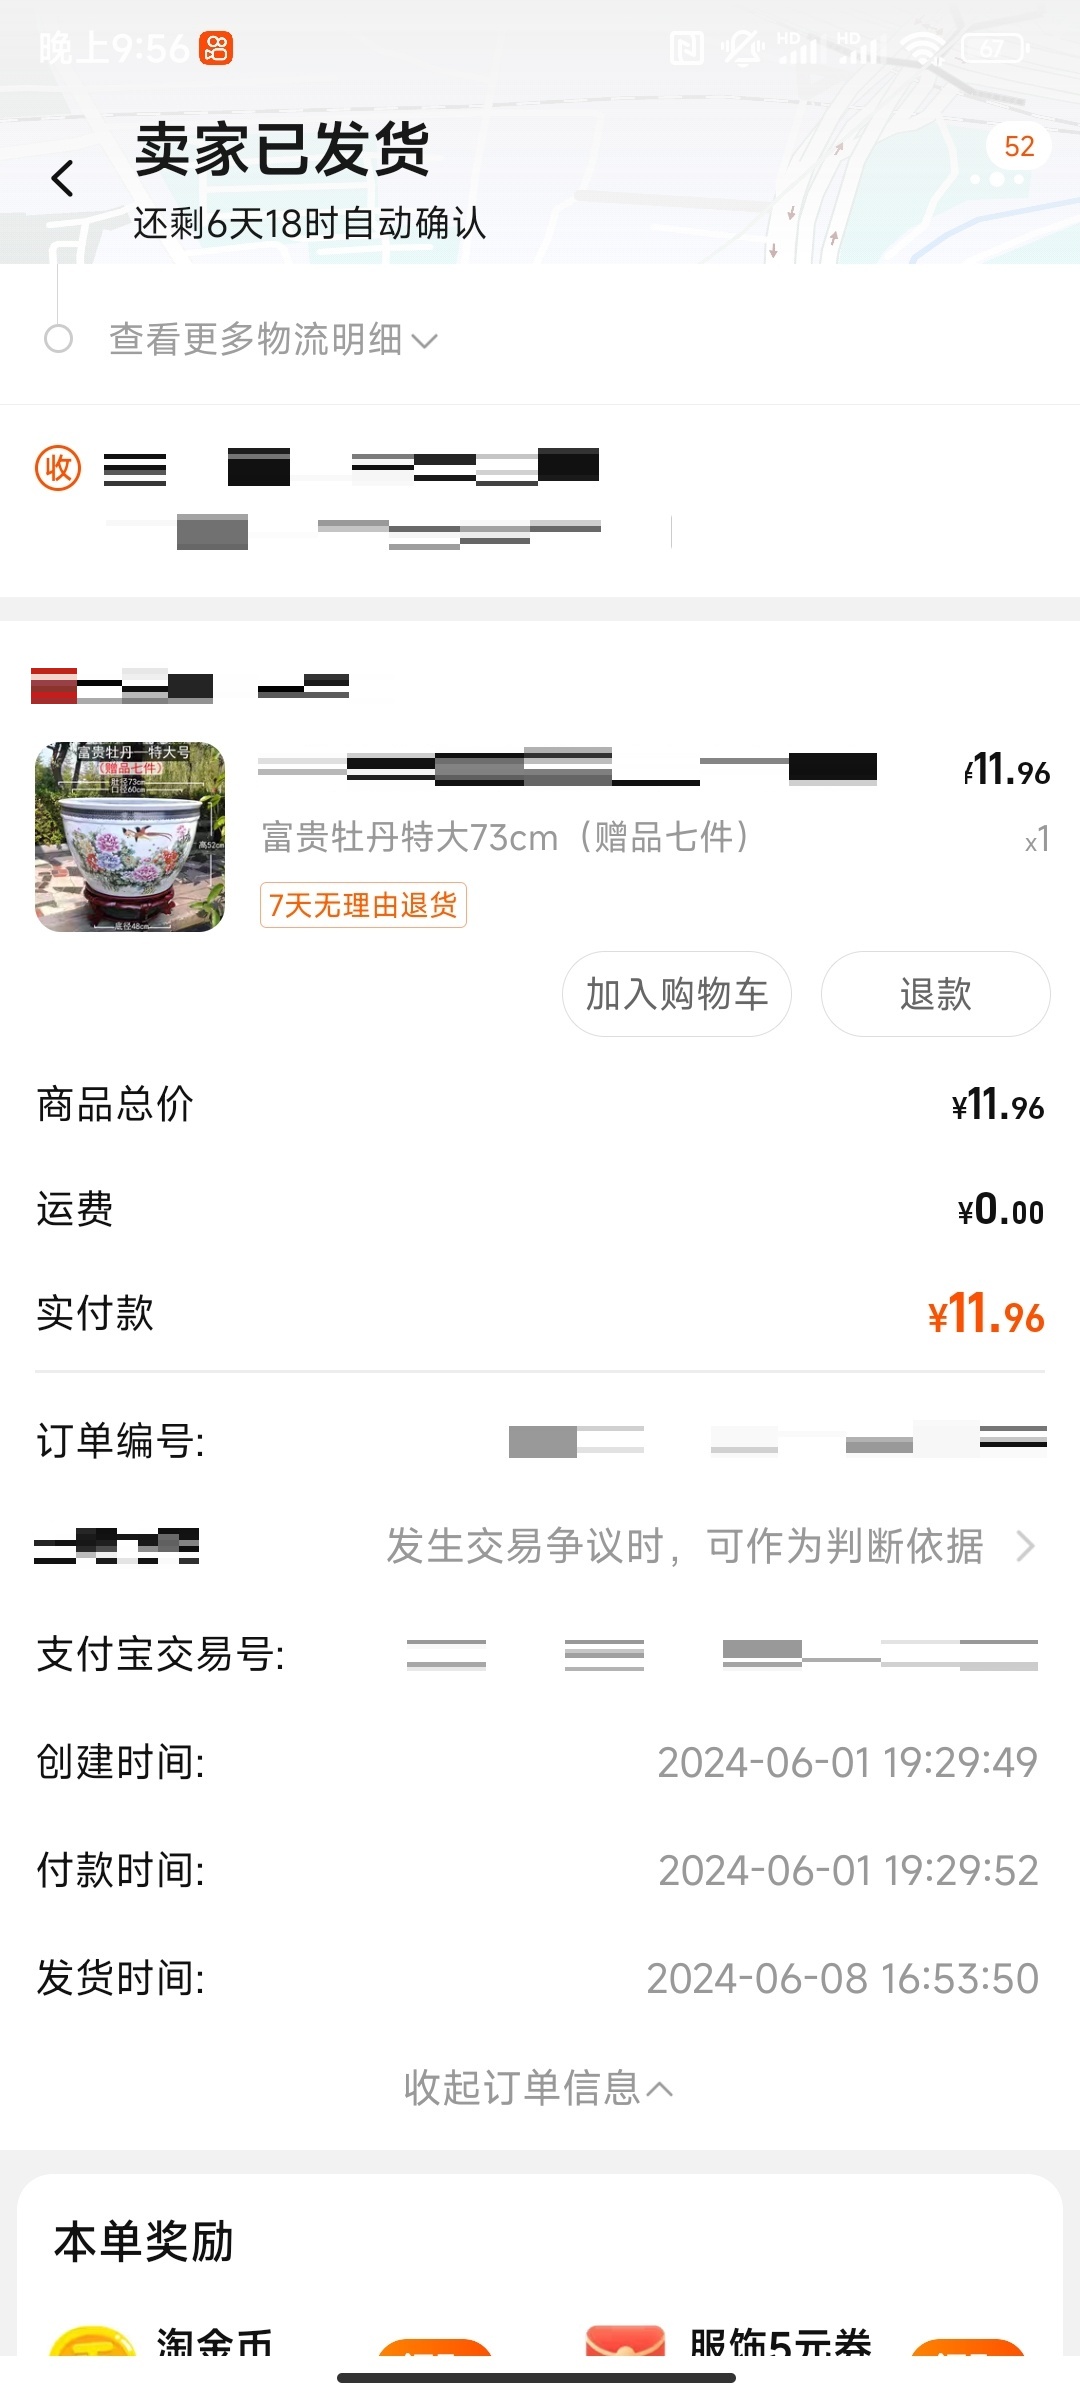 晚上9:56
HD
HD
67
卖家已发货
52
还剩6天18时自动确认
查看更多物流明细
收
富贵牡丹—特大号
(赠品七件)
肚径73cm
口径60cm
高52cm
底径48cm
¥11.96
富贵牡丹特大73cm（赠品七件）
x1
7天无理由退货
加入购物车
退款
商品总价
¥11.96
运费
¥0.00
实付款
¥11.96
订单编号:
发生交易争议时，可作为判断依据
支付宝交易号:
创建时间:
2024-06-01 19:29:49
付款时间:
2024-06-01 19:29:52
发货时间:
2024-06-08 16:53:50
收起订单信息
本单奖励
淘金币
服饰5元券